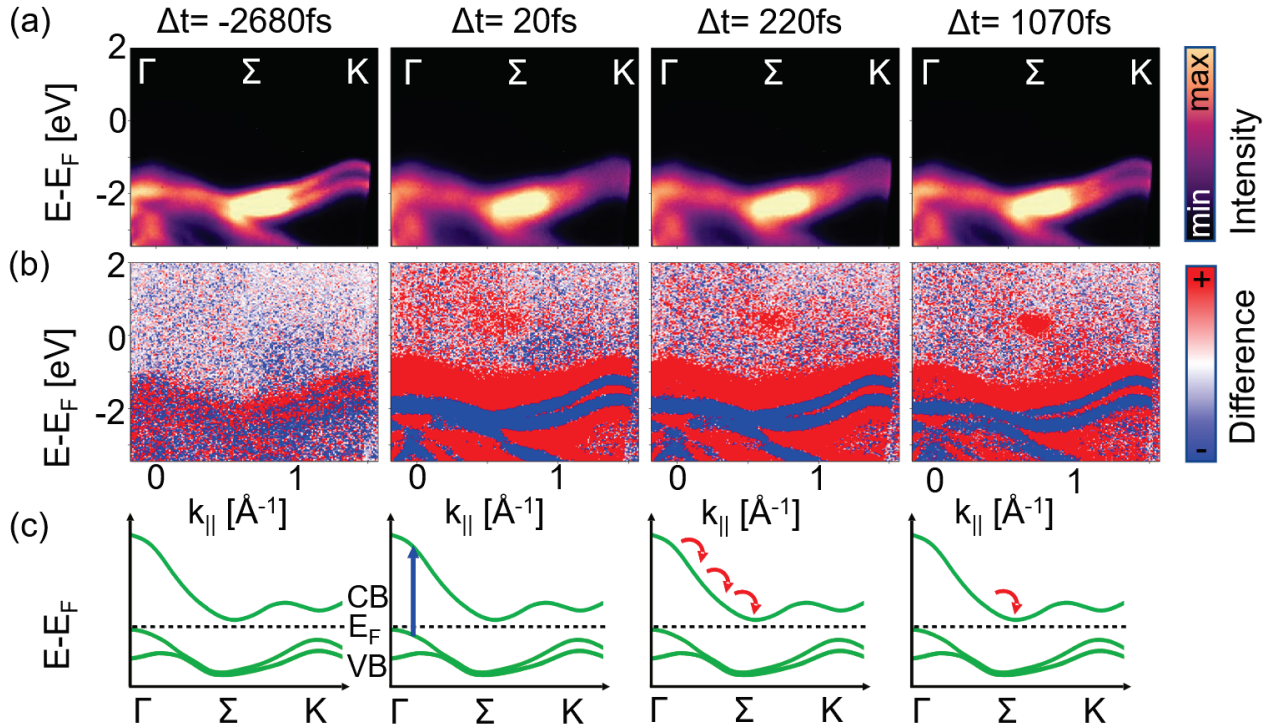 (a)
Δt= -2680fs
Δt= 20fs
Δt= 220fs
Δt= 1070fs
E-E_F [eV]
2
0
-2
Γ Σ K
Γ Σ K
Γ Σ K
Γ Σ K
max
min
Intensity
(b)
E-E_F [eV]
2
0
-2
0 1
0 1
0 1
0 1
k_|| [Å⁻¹]
k_|| [Å⁻¹]
k_|| [Å⁻¹]
k_|| [Å⁻¹]
+
-
Difference
(c)
E-E_F
CB
E_F
VB
Γ Σ K
Γ Σ K
Γ Σ K
Γ Σ K